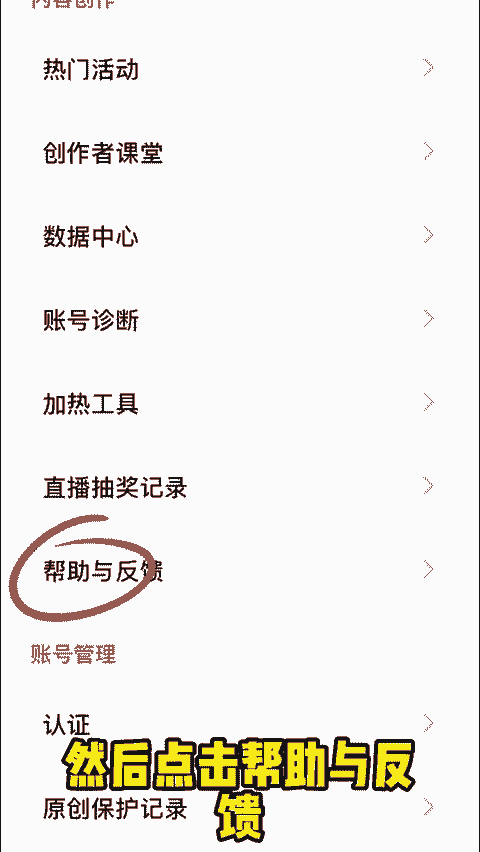 内容创作
热门活动
创作者课堂
数据中心
账号诊断
加热工具
直播抽奖记录
帮助与反馈
账号管理
认证
然后点击帮助与反
馈
原创保护记录